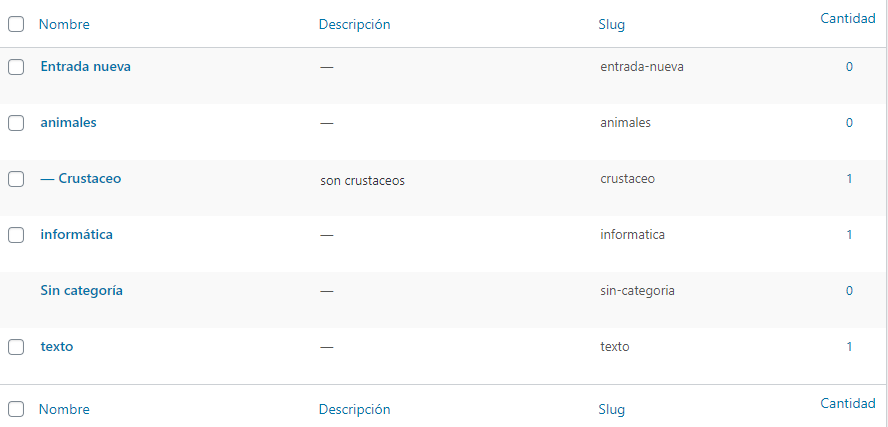 Nombre Descripción Slug Cantidad
Entrada nueva — entrada-nueva 0
animales — animales 0
— Crustaceo son crustaceos crustaceo 1
informática — informatica 1
Sin categoría — sin-categoria 0
texto — texto 1
Nombre Descripción Slug Cantidad